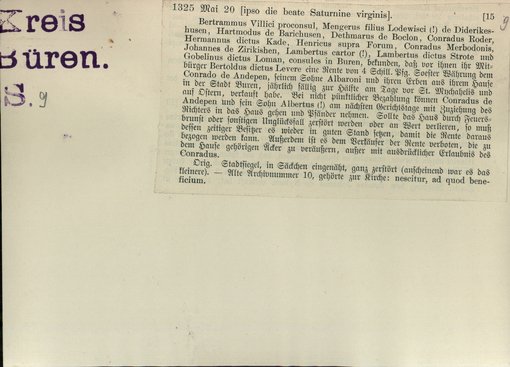 Kreis
Büren.
S. 9
1325 Mai 20 [ipso die beate Saturnine virginis]. [15
9
Bertrammus Villici proconsul, Mengerus filius Lodewisci (!) de Diderikes-
husen, Hartmodus de Barichusen, Dethmarus de Boclon, Conradus Roder,
Hermannus dictus Kade, Henricus supra Forum, Conradus Merbodonis,
Johannes de Zirikishen, Lambertus cartor (!), Lambertus dictus Strote und
Gobelinus dictus Loman, consules in Buren, bekunden, daß vor ihnen ihr Mit-
bürger Bertoldus dictus Levere eine Rente von 4 Schill. Pfg. Soester Währung dem
Conrado de Andepen, seinem Sohne Albaroni und ihren Erben aus ihrem Hause
in der Stadt Buren, jährlich fällig zur Hälfte am Tage vor St. Michaelis und
auf Ostern, verkauft habe. Bei nicht pünktlicher Bezahlung können Conradus de
Andepen und sein Sohn Albertus (!) am nächsten Gerichtstage mit Zuziehung des
Richters in das Haus gehen und Pfänder nehmen. Sollte das Haus durch Feuers-
brunst oder sonstigen Unglücksfall zerstört werden oder an Wert verlieren, so muß
dessen zeitiger Besitzer es wieder in guten Stand setzen, damit die Rente daraus
bezogen werden kann. Außerdem ist es dem Verkäufer der Rente verboten, die zu
dem Hause gehörigen Äcker zu veräußern, außer mit ausdrücklicher Erlaubnis des
Conradus.
Orig. Stadtsiegel, in Säckchen eingenäht, ganz zerstört (anscheinend war es das
kleinere). — Alte Archivnummer 10, gehörte zur Kirche: nescitur, ad quod bene-
ficium.